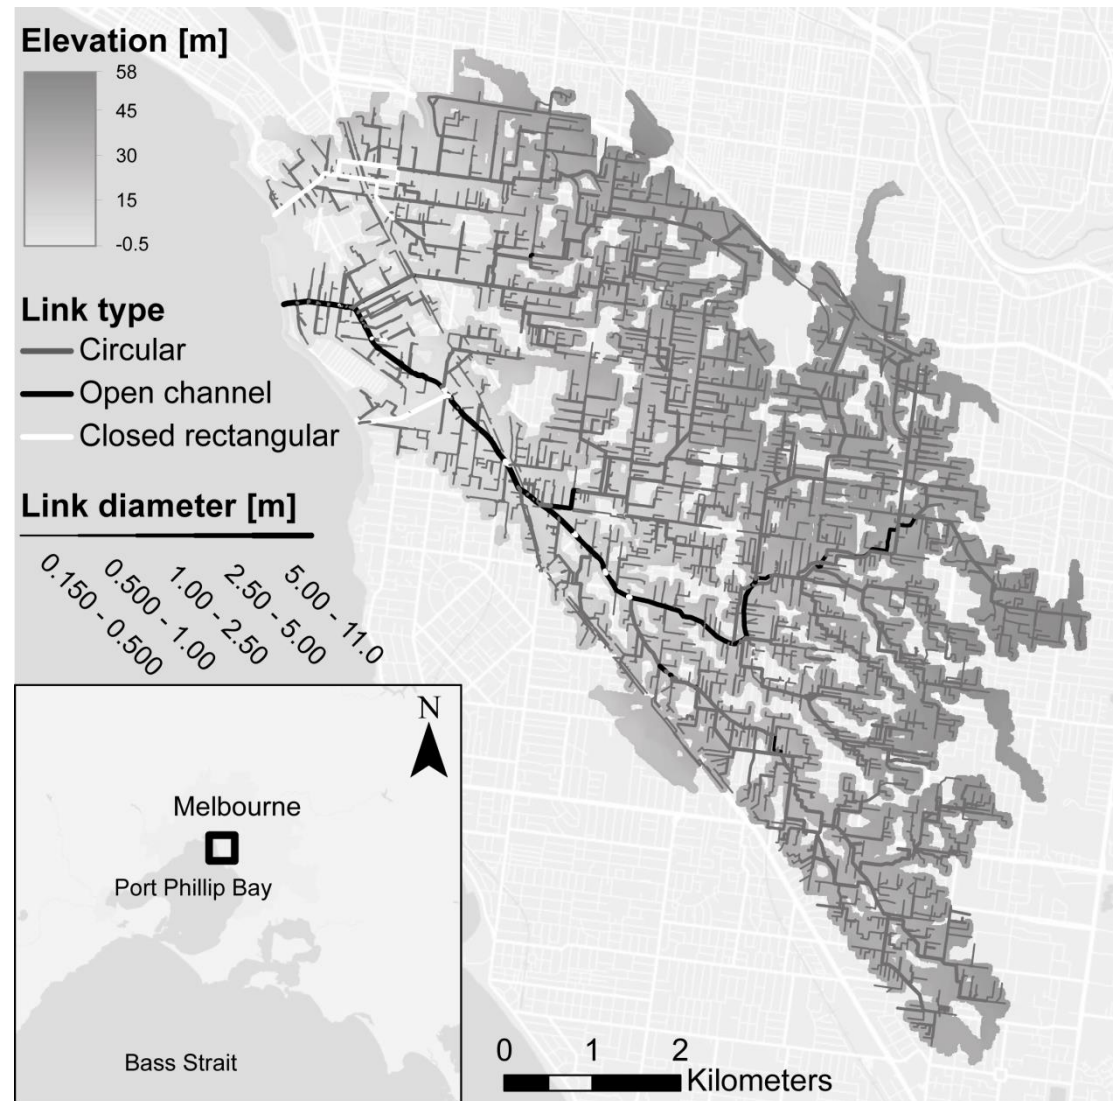 Elevation [m]
58
45
30
15
-0.5
Link type
Circular
Open channel
Closed rectangular
Link diameter [m]
0.150 - 0.500
0.500 - 1.00
1.00 - 2.50
2.50 - 5.00
5.00 - 11.0
N
Melbourne
Port Phillip Bay
Bass Strait
0 1 2
Kilometers